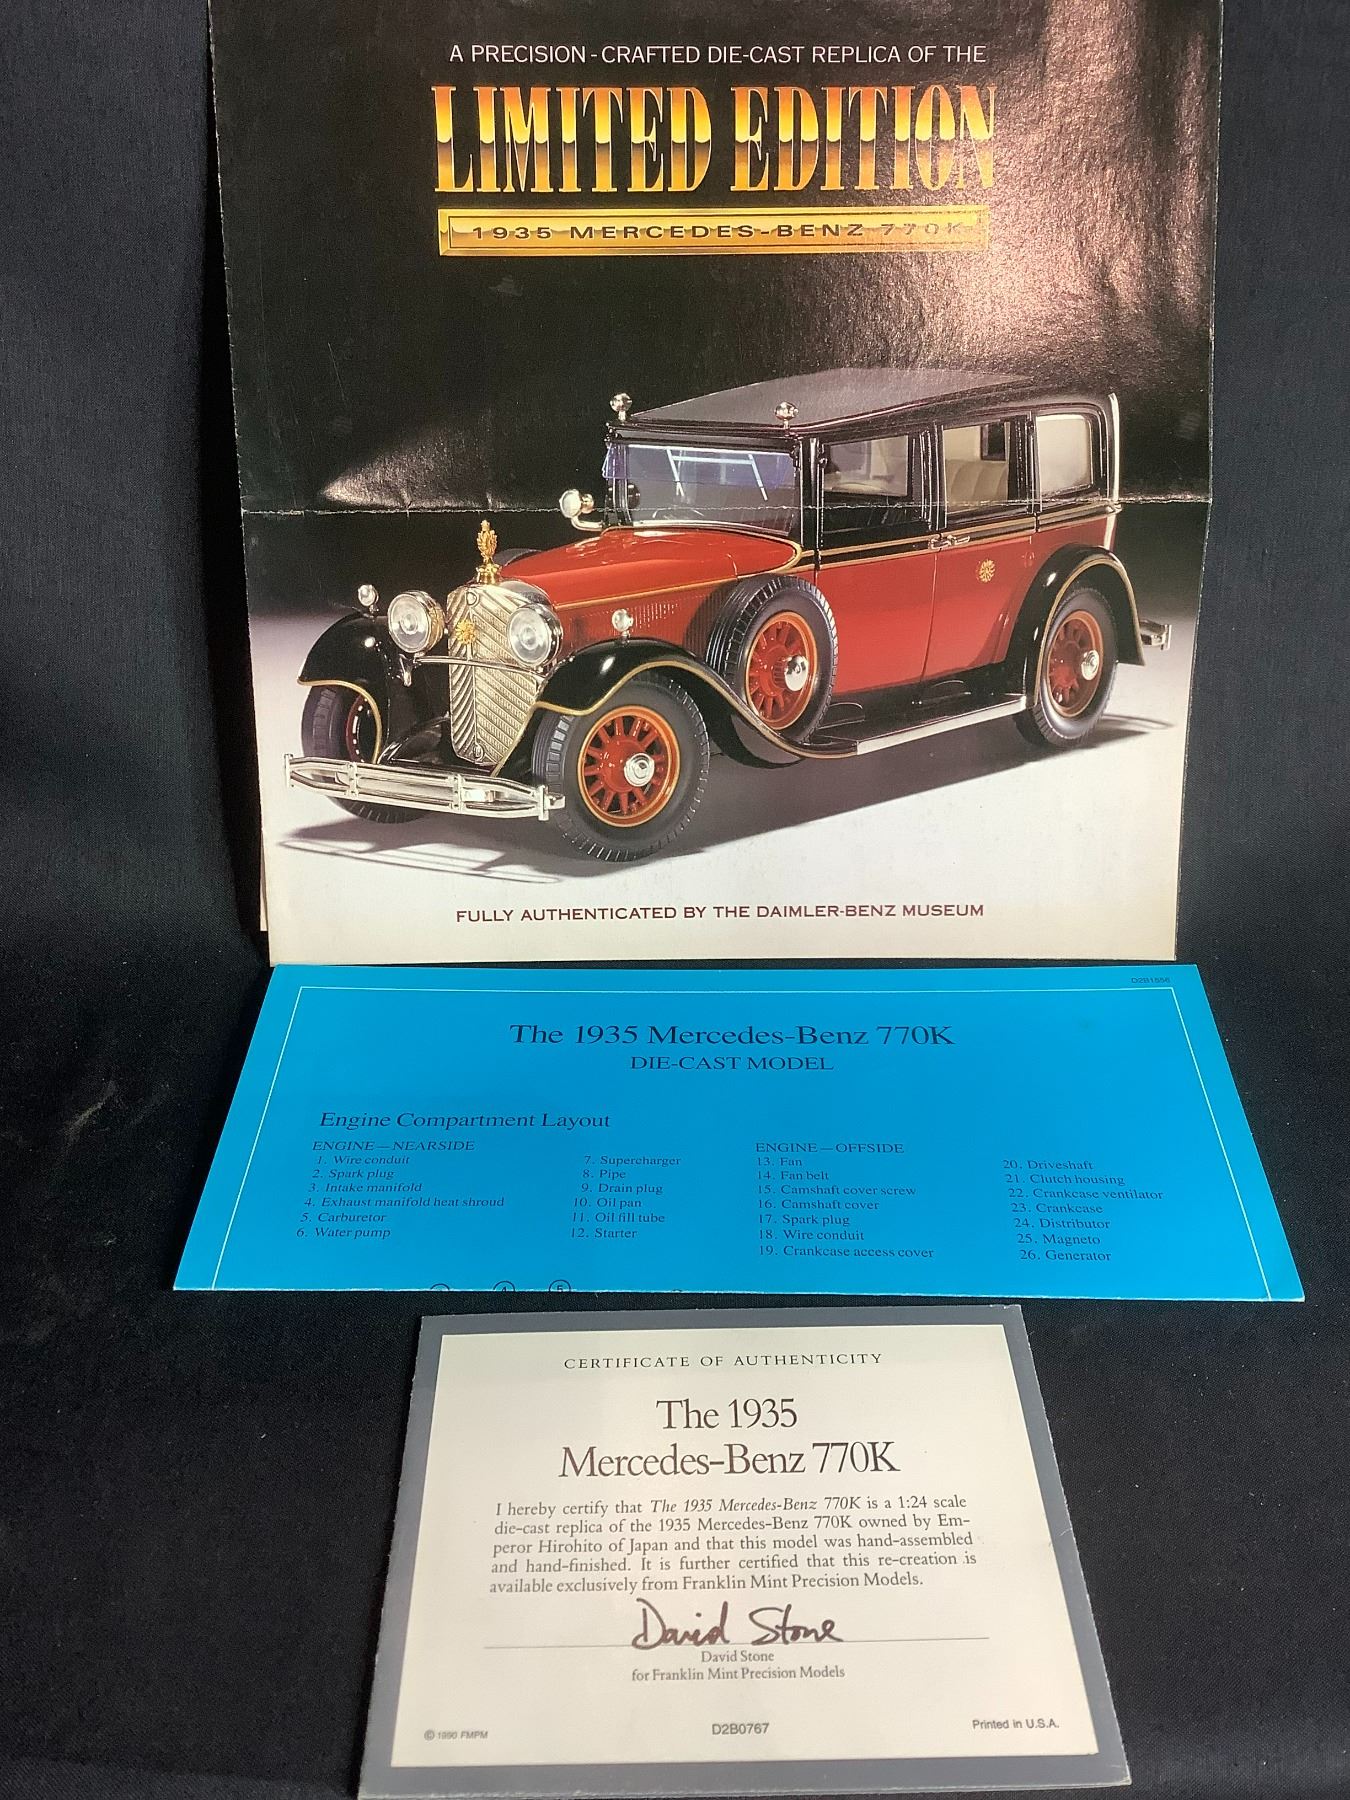 A PRECISION-CRAFTED DIE-CAST REPLICA OF THE
LIMITED EDITION
1935 MERCEDES-BENZ 770K
FULLY AUTHENTICATED BY THE DAIMLER-BENZ MUSEUM
D2B1556
The 1935 Mercedes-Benz 770K
DIE-CAST MODEL
Engine Compartment Layout
ENGINE—NEARSIDE
1. Wire conduit
2. Spark plug
3. Intake manifold
4. Exhaust manifold heat shroud
5. Carburetor
6. Water pump
7. Supercharger
8. Pipe
9. Drain plug
10. Oil pan
11. Oil fill tube
12. Starter
ENGINE—OFFSIDE
13. Fan
14. Fan belt
15. Camshaft cover screw
16. Camshaft cover
17. Spark plug
18. Wire conduit
19. Crankcase access cover
20. Driveshaft
21. Clutch housing
22. Crankcase ventilator
23. Crankcase
24. Distributor
25. Magneto
26. Generator
4 5
CERTIFICATE OF AUTHENTICITY
The 1935
Mercedes-Benz 770K
I hereby certify that The 1935 Mercedes-Benz 770K is a 1:24 scale
die-cast replica of the 1935 Mercedes-Benz 770K owned by Em-
peror Hirohito of Japan and that this model was hand-assembled
and hand-finished. It is further certified that this re-creation is
available exclusively from Franklin Mint Precision Models.
David Stone
David Stone
for Franklin Mint Precision Models
© 1990 FMPM
D2B0767
Printed in U.S.A.